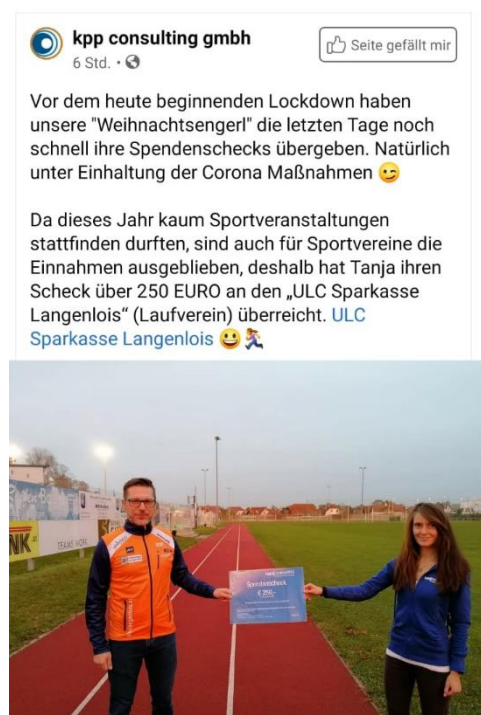 kpp consulting gmbh
6 Std.
Seite gefällt mir
Vor dem heute beginnenden Lockdown haben
unsere "Weihnachtsengerl" die letzten Tage noch
schnell ihre Spendenschecks übergeben. Natürlich
unter Einhaltung der Corona Maßnahmen 😉
Da dieses Jahr kaum Sportveranstaltungen
stattfinden durften, sind auch für Sportvereine die
Einnahmen ausgeblieben, deshalb hat Tanja ihren
Scheck über 250 EURO an den „ULC Sparkasse
Langenlois“ (Laufverein) überreicht. ULC
Sparkasse Langenlois 😀🏃‍♀️
NK
TEAMS WORK.
Spendenscheck
€ 250,-